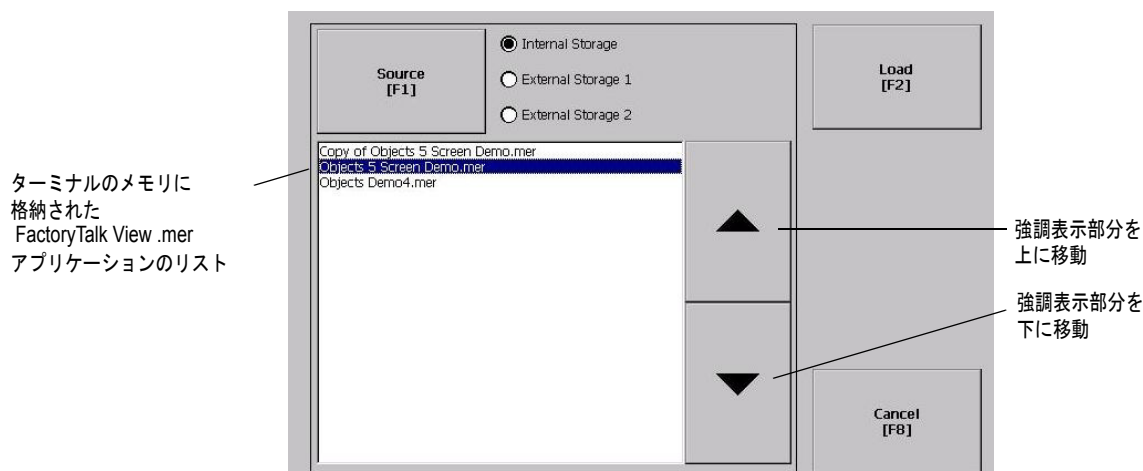 Source
[F1]
Internal Storage
External Storage 1
External Storage 2
Load
[F2]
Copy of Objects 5 Screen Demo.mer
Objects 5 Screen Demo.mer
Objects Demo4.mer
ターミナルのメモリに
格納された
FactoryTalk View .mer
アプリケーションのリスト
強調表示部分を
上に移動
強調表示部分を
下に移動
Cancel
[F8]